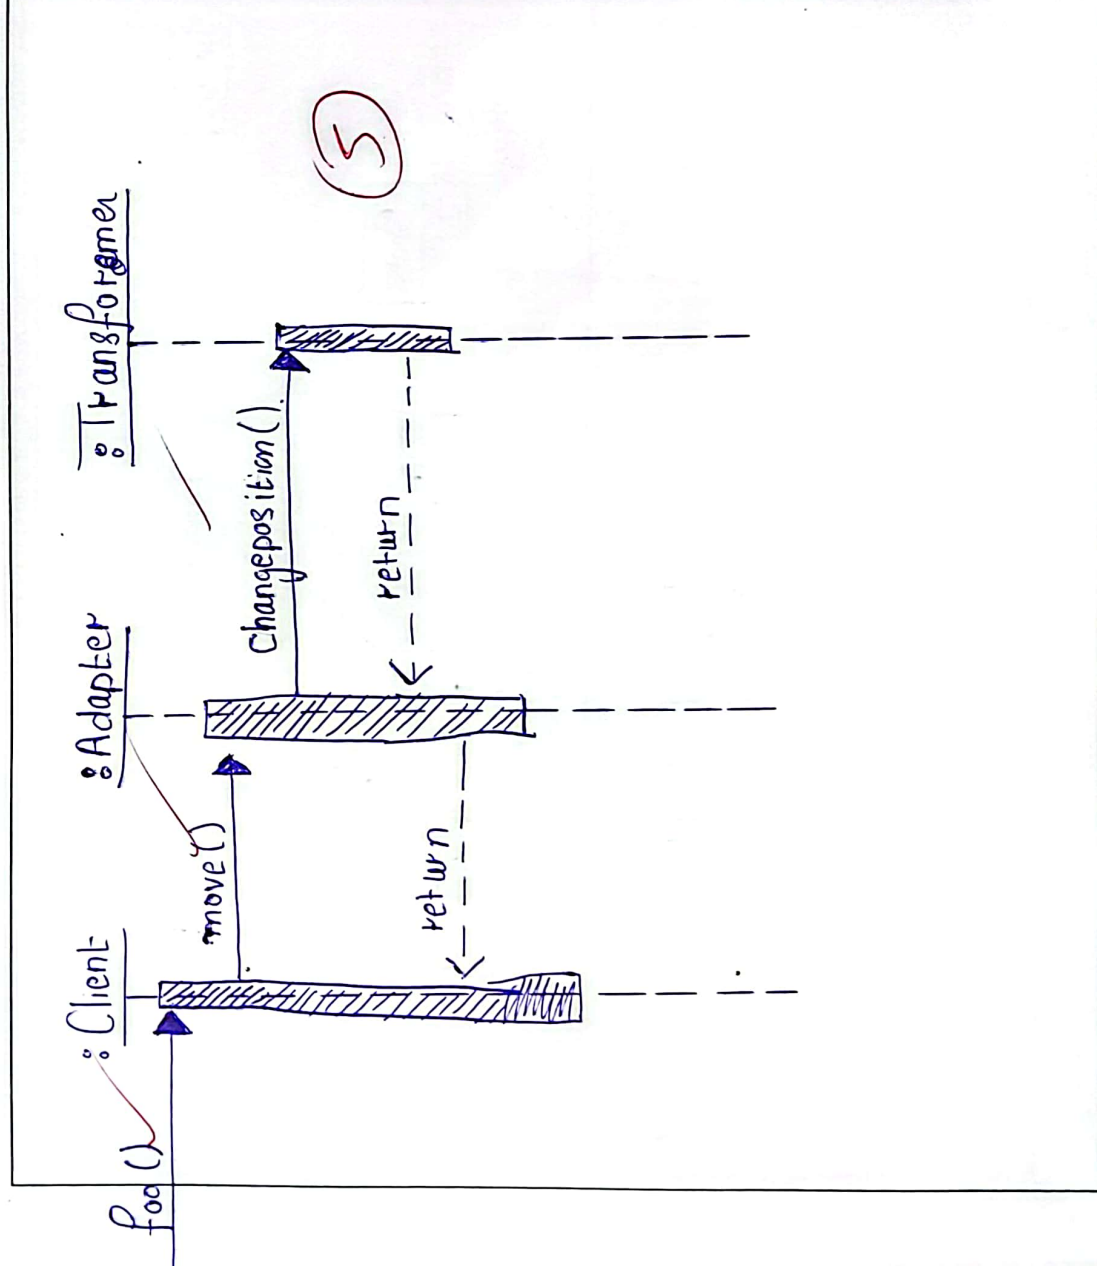 foo()
: Client
: Adapter
: Transformer
move()
Changeposition().
return
return
5